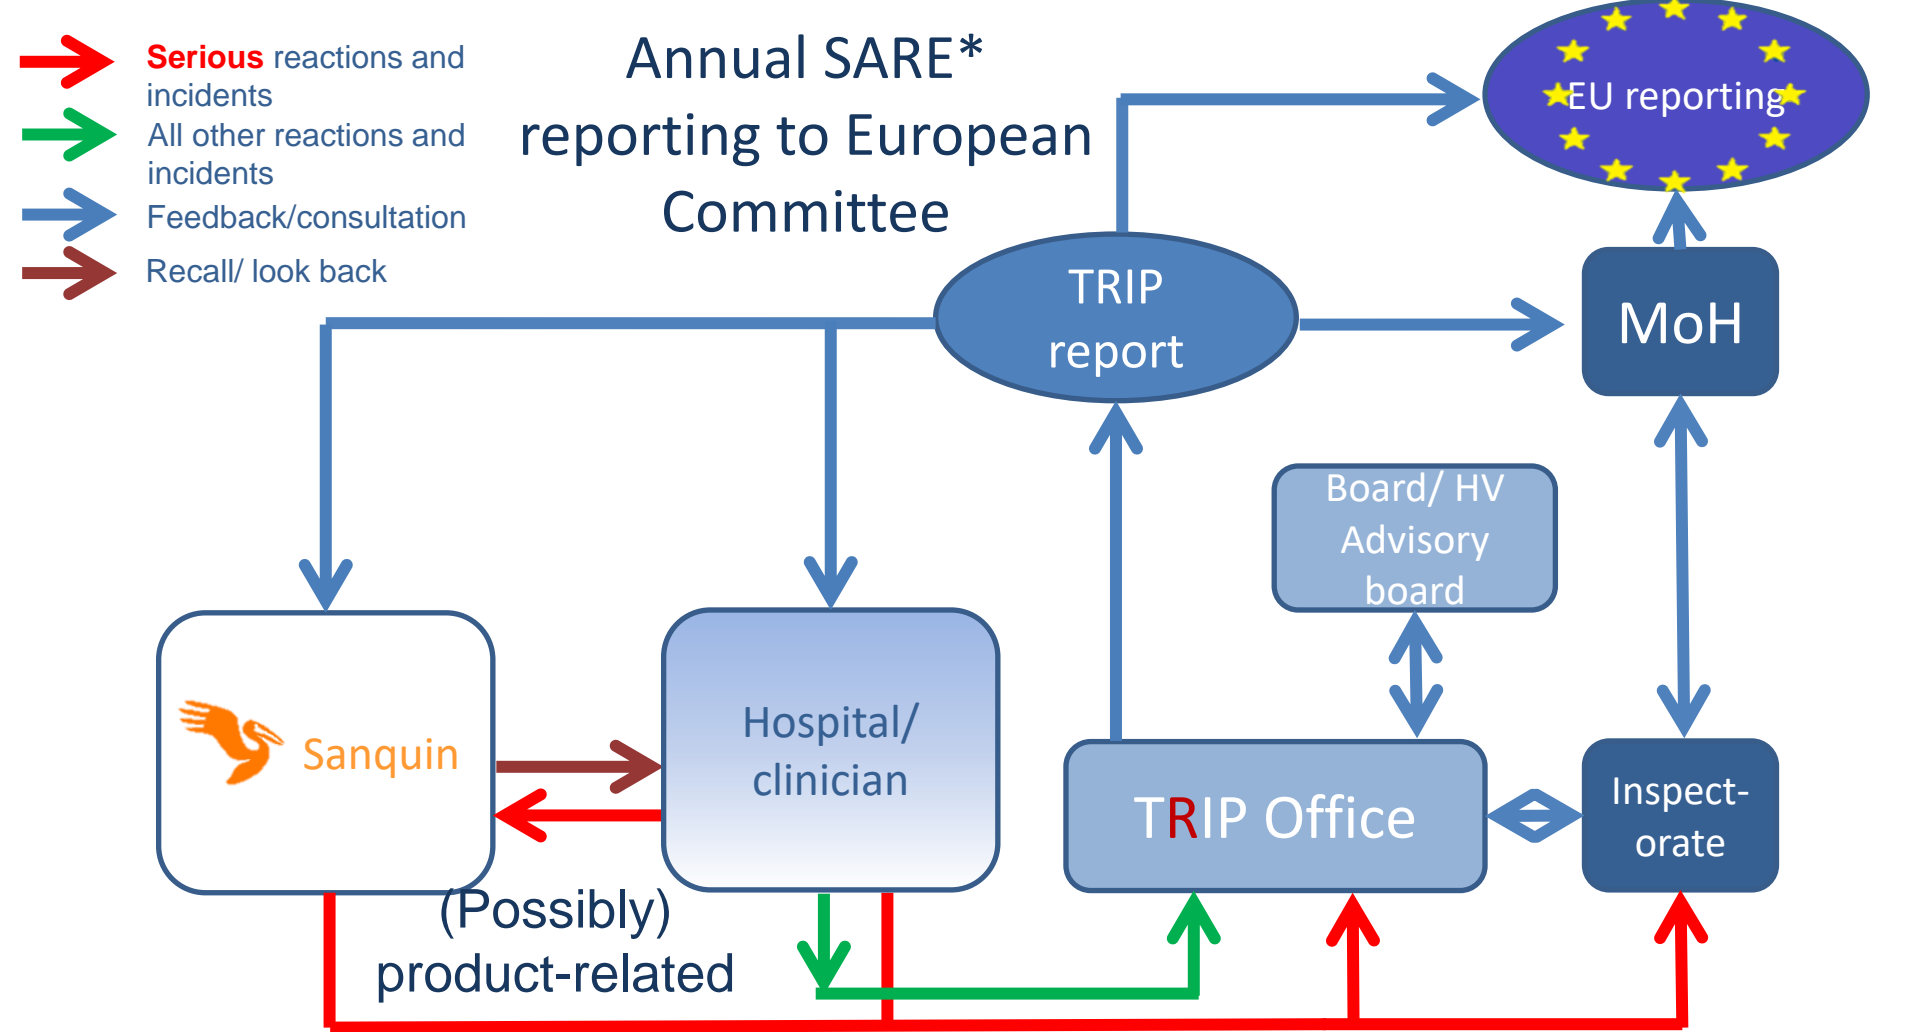 Serious reactions and
incidents
All other reactions and
incidents
Feedback/consultation
Recall/ look back
Annual SARE*
reporting to European
Committee
EU reporting
TRIP
report
MoH
Board/ HV
Advisory
board
Sanquin
Hospital/
clinician
TRIP Office
Inspect-
orate
(Possibly)
product-related